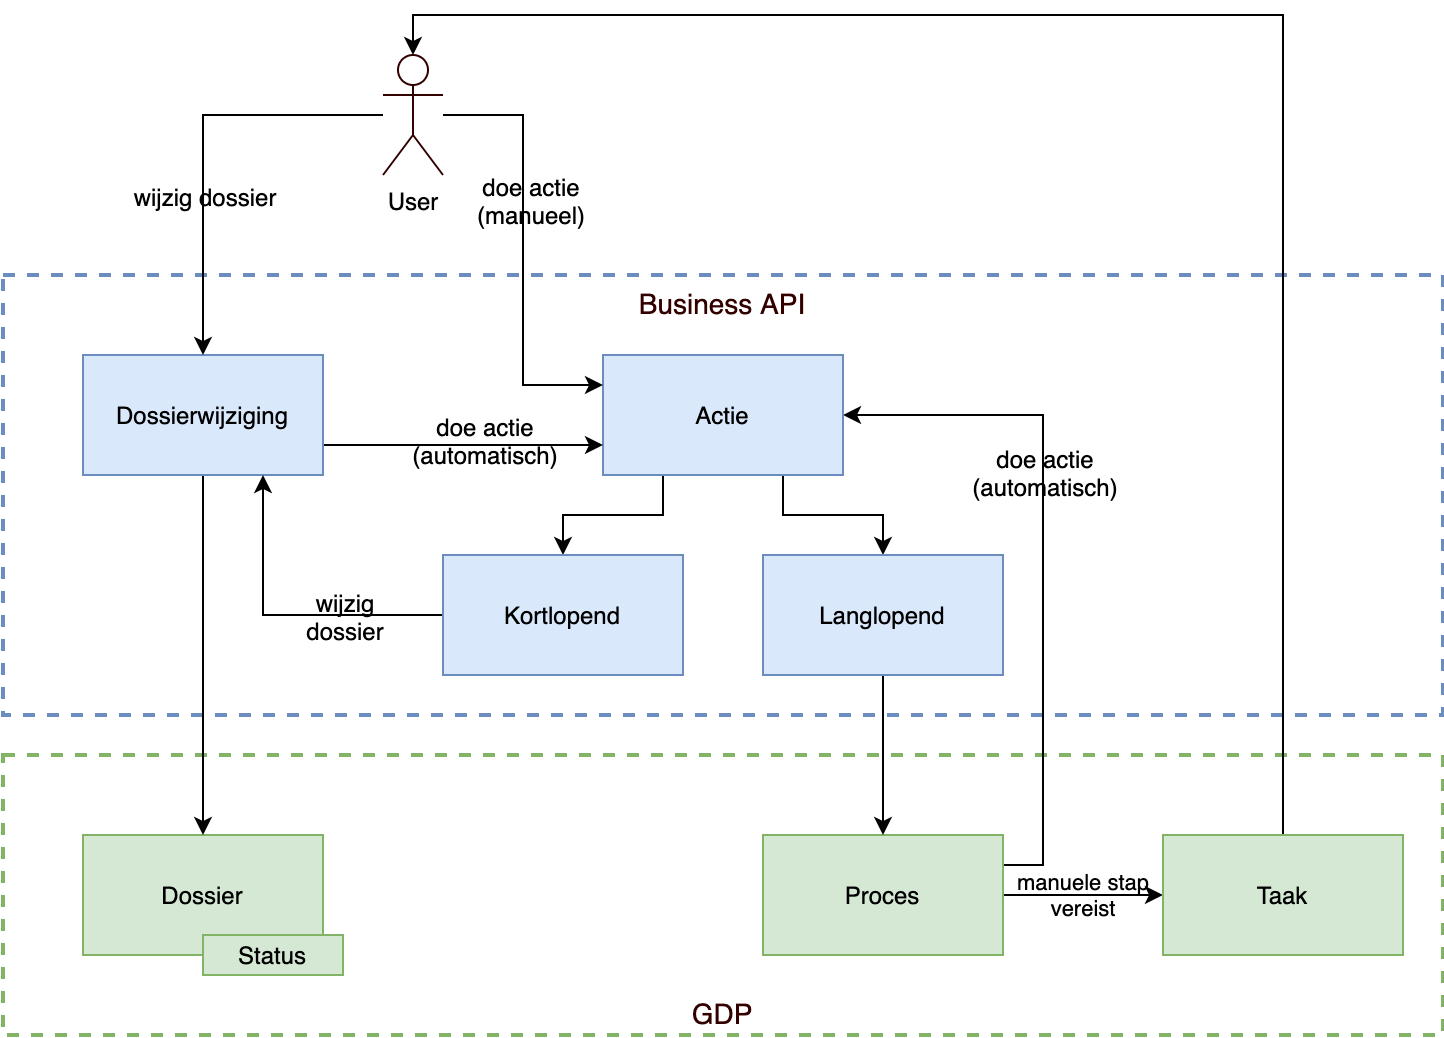 wijzig dossier
User
doe actie
(manueel)
Business API
Dossierwijziging
doe actie
(automatisch)
Actie
doe actie
(automatisch)
wijzig
dossier
Kortlopend
Langlopend
Dossier
Status
Proces
manuele stap
vereist
Taak
GDP